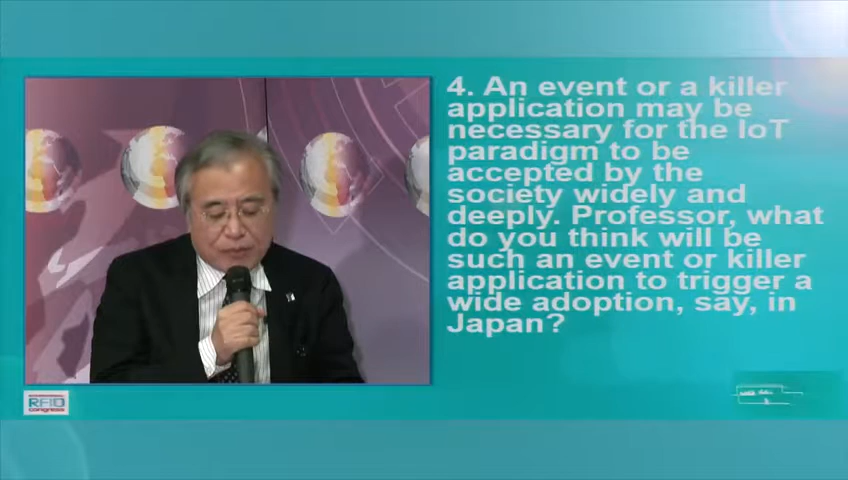 4. An event or a killer
application may be
necessary for the IoT
paradigm to be
accepted by the
society widely and
deeply. Professor, what
do you think will be
such an event or killer
application to trigger a
wide adoption, say, in
Japan?
RFID
congress